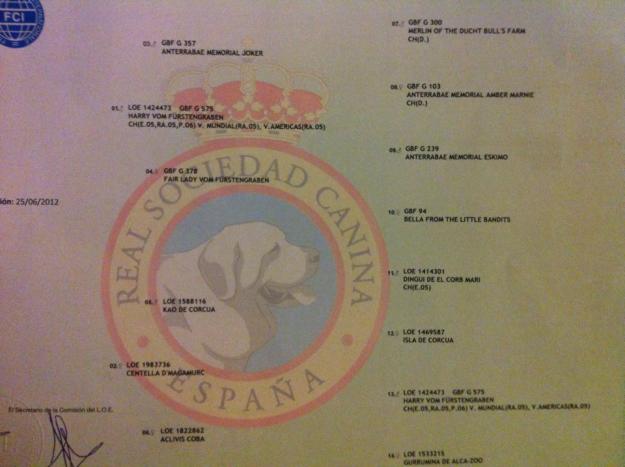 FCI
07.♂ GBF G 300
MERLIN OF THE DUCHT BULL'S FARM
CH(D.)
03.♂ GBF G 357
ANTERRABAE MEMORIAL JOKER
08.♀ GBF G 103
ANTERRABAE MEMORIAL AMBER MARNIE
CH(D.)
01.♂ LOE 1424473 GBF G 575
HARRY VOM FÜRSTENGRABEN
CH(E.05,RA.05,P.06) V. MUNDIAL(RA.05), V.AMERICAS(RA.05)
09.♂ GBF G 239
ANTERRABAE MEMORIAL ESKIMO
04.♀ GBF G 378
FAIR LADY VOM FÜRSTENGRABEN
ión: 25/06/2012
10.♀ GBF 94
BELLA FROM THE LITTLE BANDITS
REAL SOCIEDAD CANINA
ESPAÑA
11.♂ LOE 1414301
DINGUI DE EL CORB MARI
CH(E.05)
05.♂ LOE 1588116
KAO DE CORCUA
12.♀ LOE 1469587
ISLA DE CORCUA
02.♀ LOE 1983736
CENTELLA D'MAGAMURC
13.♂ LOE 1424473 GBF G 575
HARRY VOM FÜRSTENGRABEN
CH(E.05,RA.05,P.06) V. MUNDIAL(RA.05), V.AMERICAS(RA.05)
El Secretario de la Comisión del L.O.E.
06.♀ LOE 1822862
ACLIVIS COBA
14.♀ LOE 1533215
GURRUMINA DE ALCA-ZOO